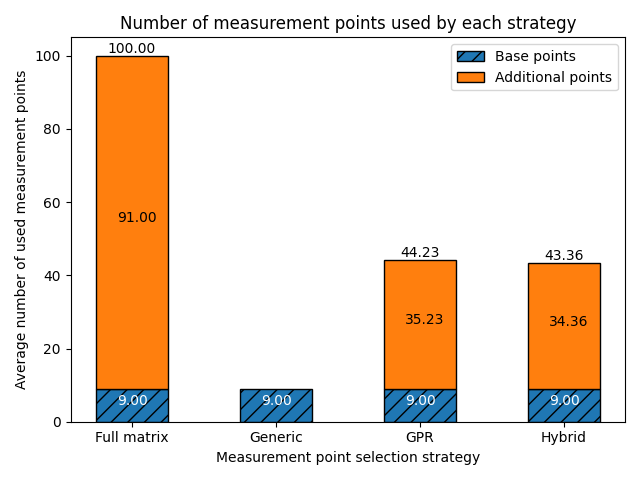 Number of measurement points used by each strategy
Base points
Additional points
Average number of used measurement points
100
80
60
40
20
0
100.00
91.00
9.00
9.00
44.23
35.23
9.00
43.36
34.36
9.00
Full matrix
Generic
GPR
Hybrid
Measurement point selection strategy